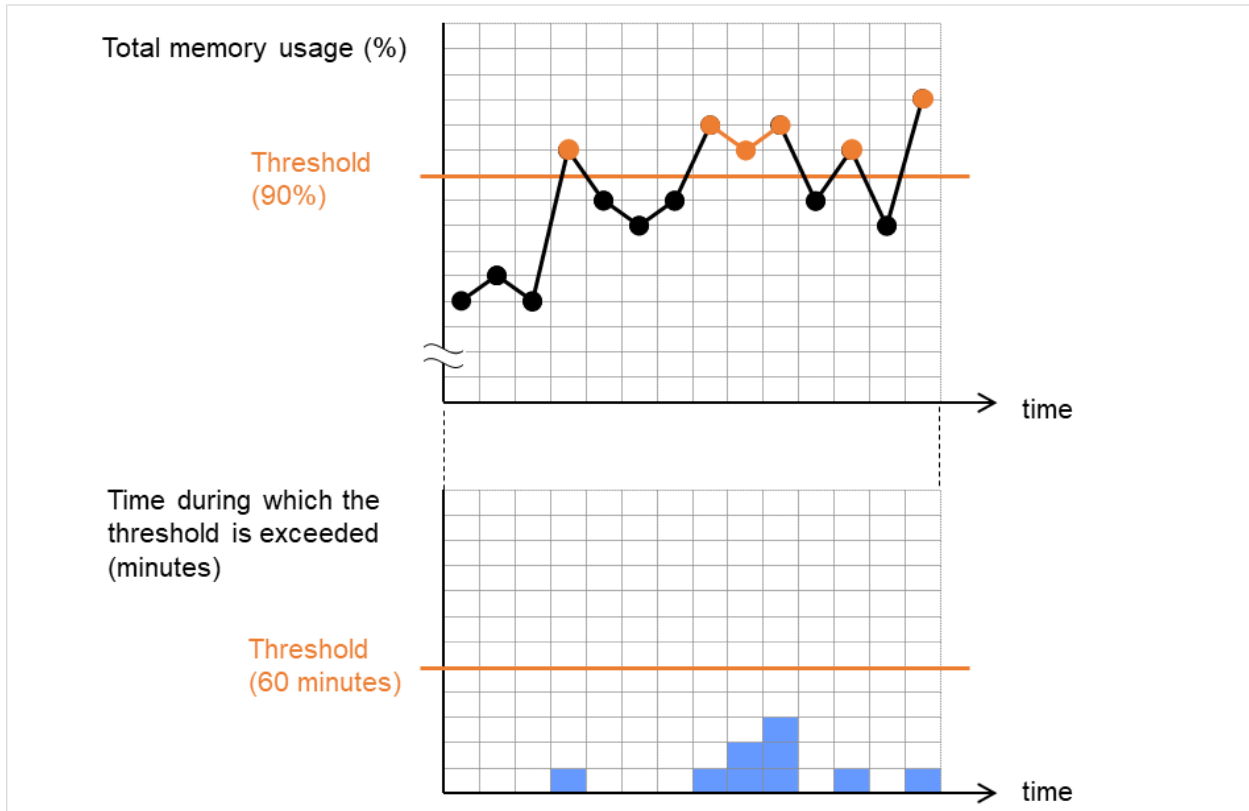 Total memory usage (%)
Threshold
(90%)
time
Time during which the
threshold is exceeded
(minutes)
Threshold
(60 minutes)
time